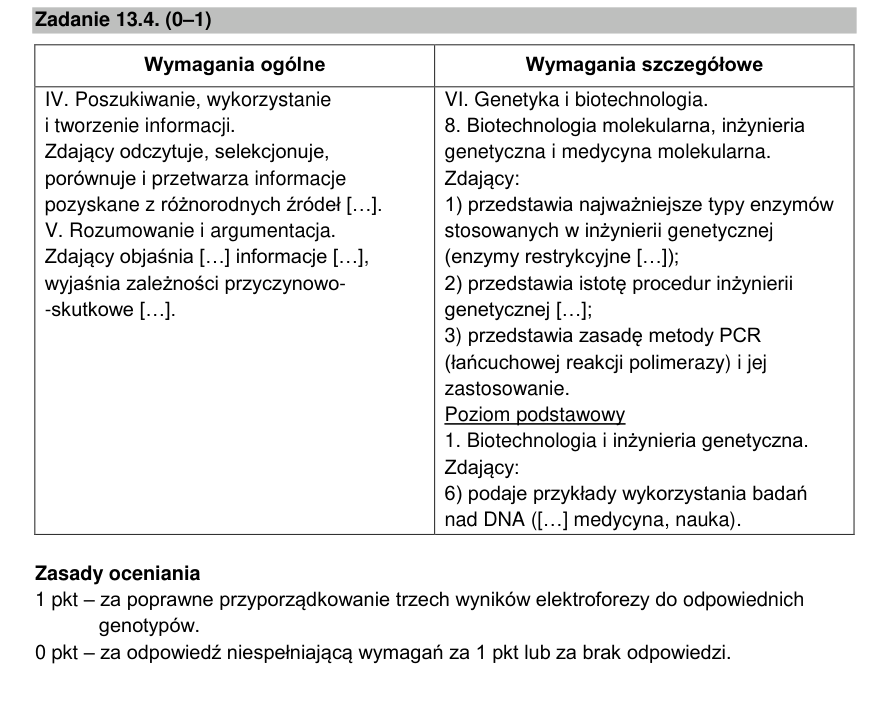 Zadanie 13.4. (0–1)
Wymagania ogólne
Wymagania szczegółowe
IV. Poszukiwanie, wykorzystanie
i tworzenie informacji.
Zdający odczytuje, selekcjonuje,
porównuje i przetwarza informacje
pozyskane z różnorodnych źródeł […].
V. Rozumowanie i argumentacja.
Zdający objaśnia […] informacje […],
wyjaśnia zależności przyczynowo-
-skutkowe […].
VI. Genetyka i biotechnologia.
8. Biotechnologia molekularna, inżynieria
genetyczna i medycyna molekularna.
Zdający:
1) przedstawia najważniejsze typy enzymów
stosowanych w inżynierii genetycznej
(enzymy restrykcyjne […]);
2) przedstawia istotę procedur inżynierii
genetycznej […];
3) przedstawia zasadę metody PCR
(łańcuchowej reakcji polimerazy) i jej
zastosowanie.
Poziom podstawowy
1. Biotechnologia i inżynieria genetyczna.
Zdający:
6) podaje przykłady wykorzystania badań
nad DNA ([…] medycyna, nauka).
Zasady oceniania
1 pkt – za poprawne przyporządkowanie trzech wyników elektroforezy do odpowiednich
genotypów.
0 pkt – za odpowiedź niespełniającą wymagań za 1 pkt lub za brak odpowiedzi.